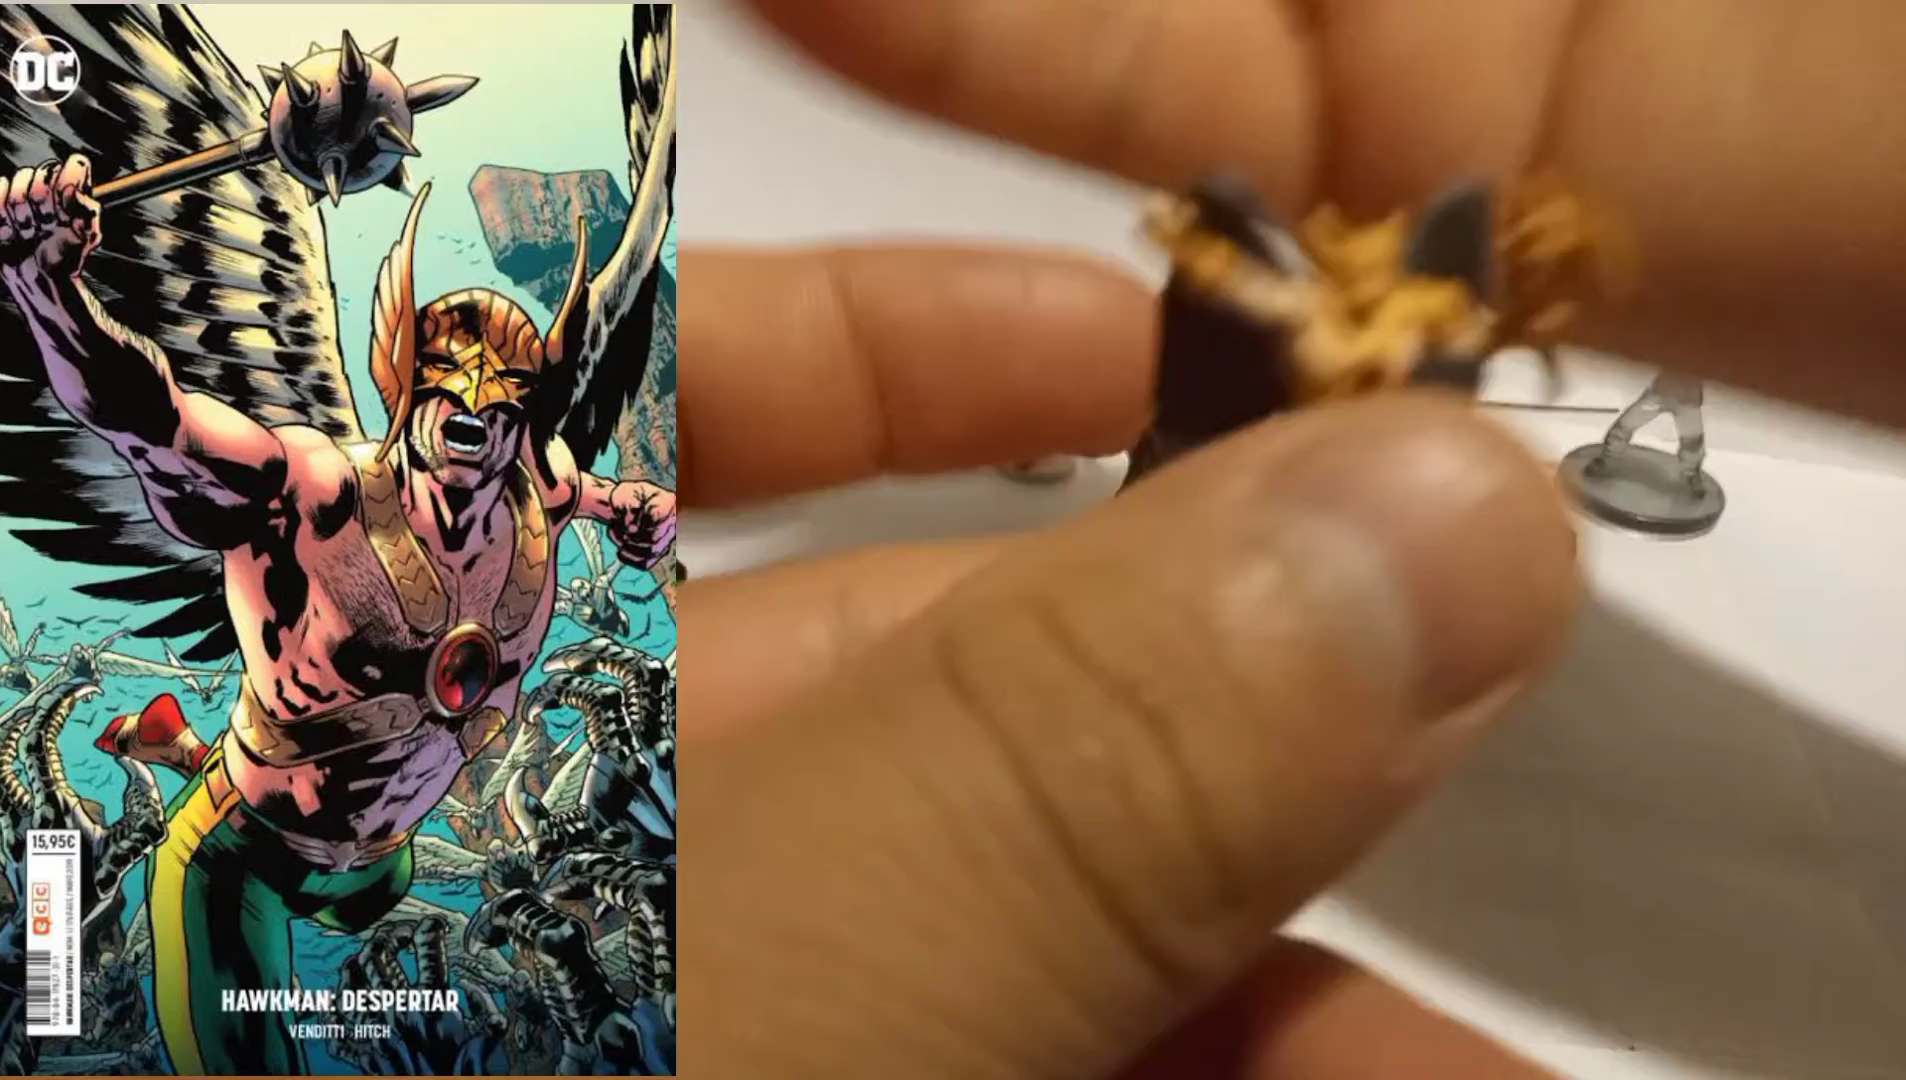 DC
15,95€
ecc
HAWKMAN: DESPERTAR
VENDITTI HITCH